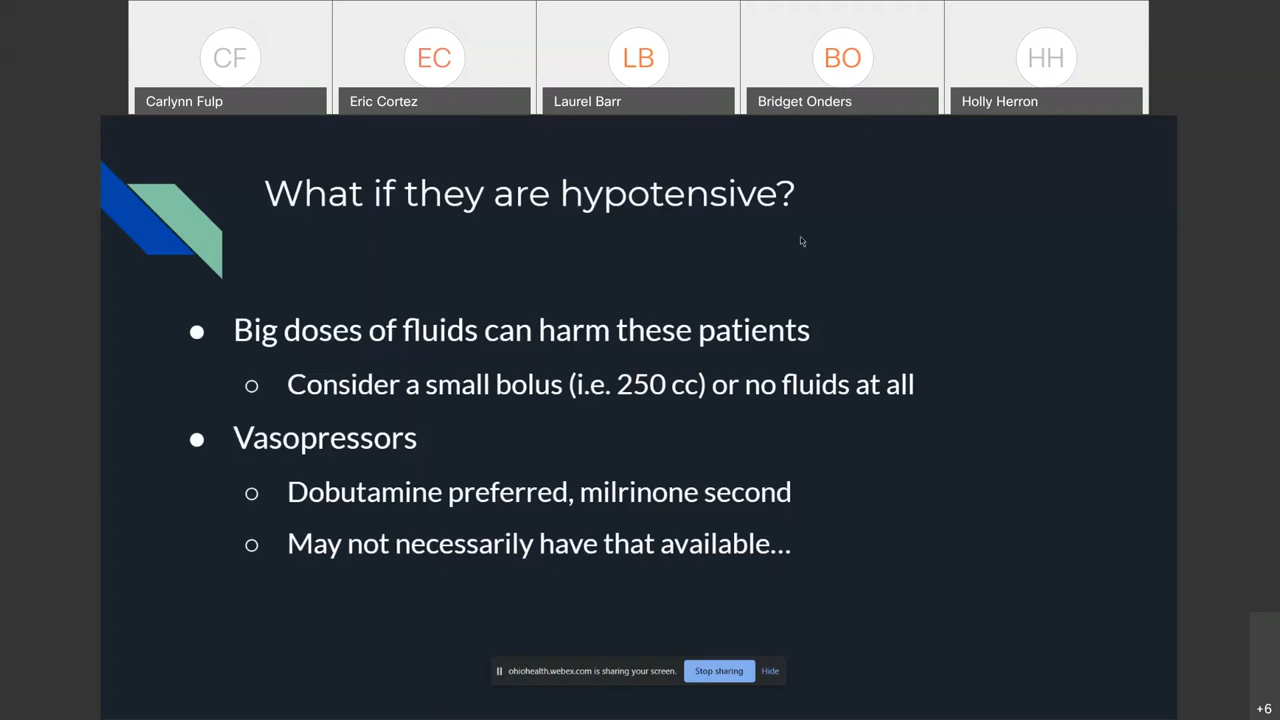 CF
EC
LB
BO
HH
Carlynn Fulp
Eric Cortez
Laurel Barr
Bridget Onders
Holly Herron
What if they are hypotensive?
● Big doses of fluids can harm these patients
○ Consider a small bolus (i.e. 250 cc) or no fluids at all
● Vasopressors
○ Dobutamine preferred, milrinone second
○ May not necessarily have that available...
ohiohealth.webex.com is sharing your screen. Stop sharing Hide
+6